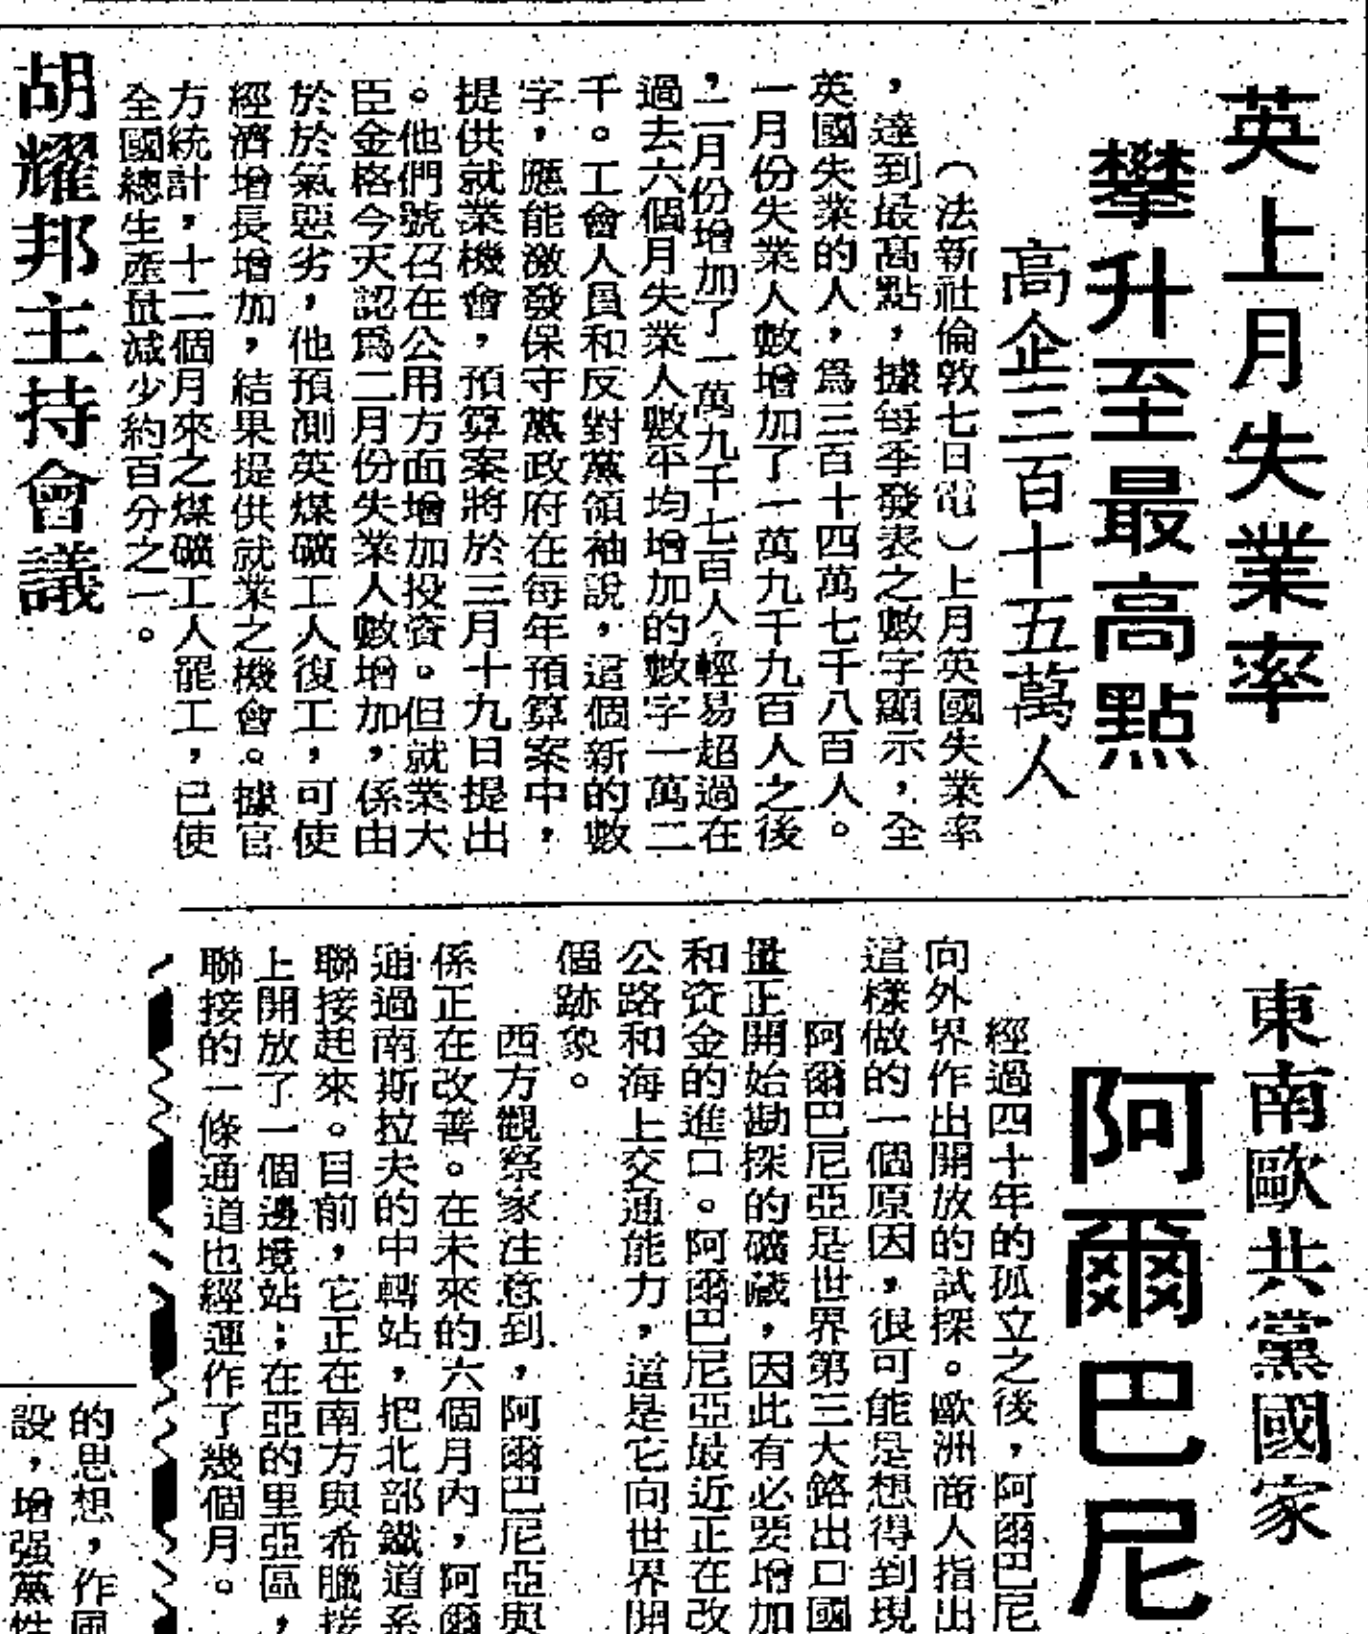 英上月失業率
攀升至最高點
高企三百十五萬人
（法新社倫敦七日電）上月英國失業率
，達到最高點，據每季發表之數字顯示，全
英國失業的人，爲三百十四萬七千八百人。
一月份失業人數增加了一萬九千九百人之後
，二月份增加了一萬九千七百人，輕易超過在
過去六個月失業人數平均增加的數字一萬二
千。工會人員和反對黨領袖說，這個新的數
字，應能激發保守黨政府在每年預算案中，
提供就業機會，預算案將於三月十九日提出
。他們號召在公用方面增加投資。但就業大
臣金格今天認爲二月份失業人數增加，係由
於於氣惡劣，他預測英煤礦工人復工，可使
經濟增長增加，結果提供就業之機會。據官
方統計，十二個月來之煤礦工人罷工，已使
全國總生產量減少約百分之一。
胡耀邦主持會議
東南歐共黨國家
阿爾巴尼
經過四十年的孤立之後，阿爾巴尼
向外界作出開放的試探。歐洲商人指出
這樣做的一個原因，很可能是想得到現
阿爾巴尼亞是世界第三大鉻出口國
量正開始勘探的礦藏，因此有必要增加
和資金的進口。阿爾巴尼亞最近正在改
公路和海上交通能力，這是它向世界開
個跡象。
西方觀察家注意到，阿爾巴尼亞與
係正在改善。在未來的六個月內，阿爾
通過南斯拉夫的中轉站，把北部鐵道系
聯接起來。目前，它正在南方與希臘接
上開放了一個邊境站；在亞的里亞區，
聯接的一條通道也經運作了幾個月。
的思想，作風
設，增强黨性